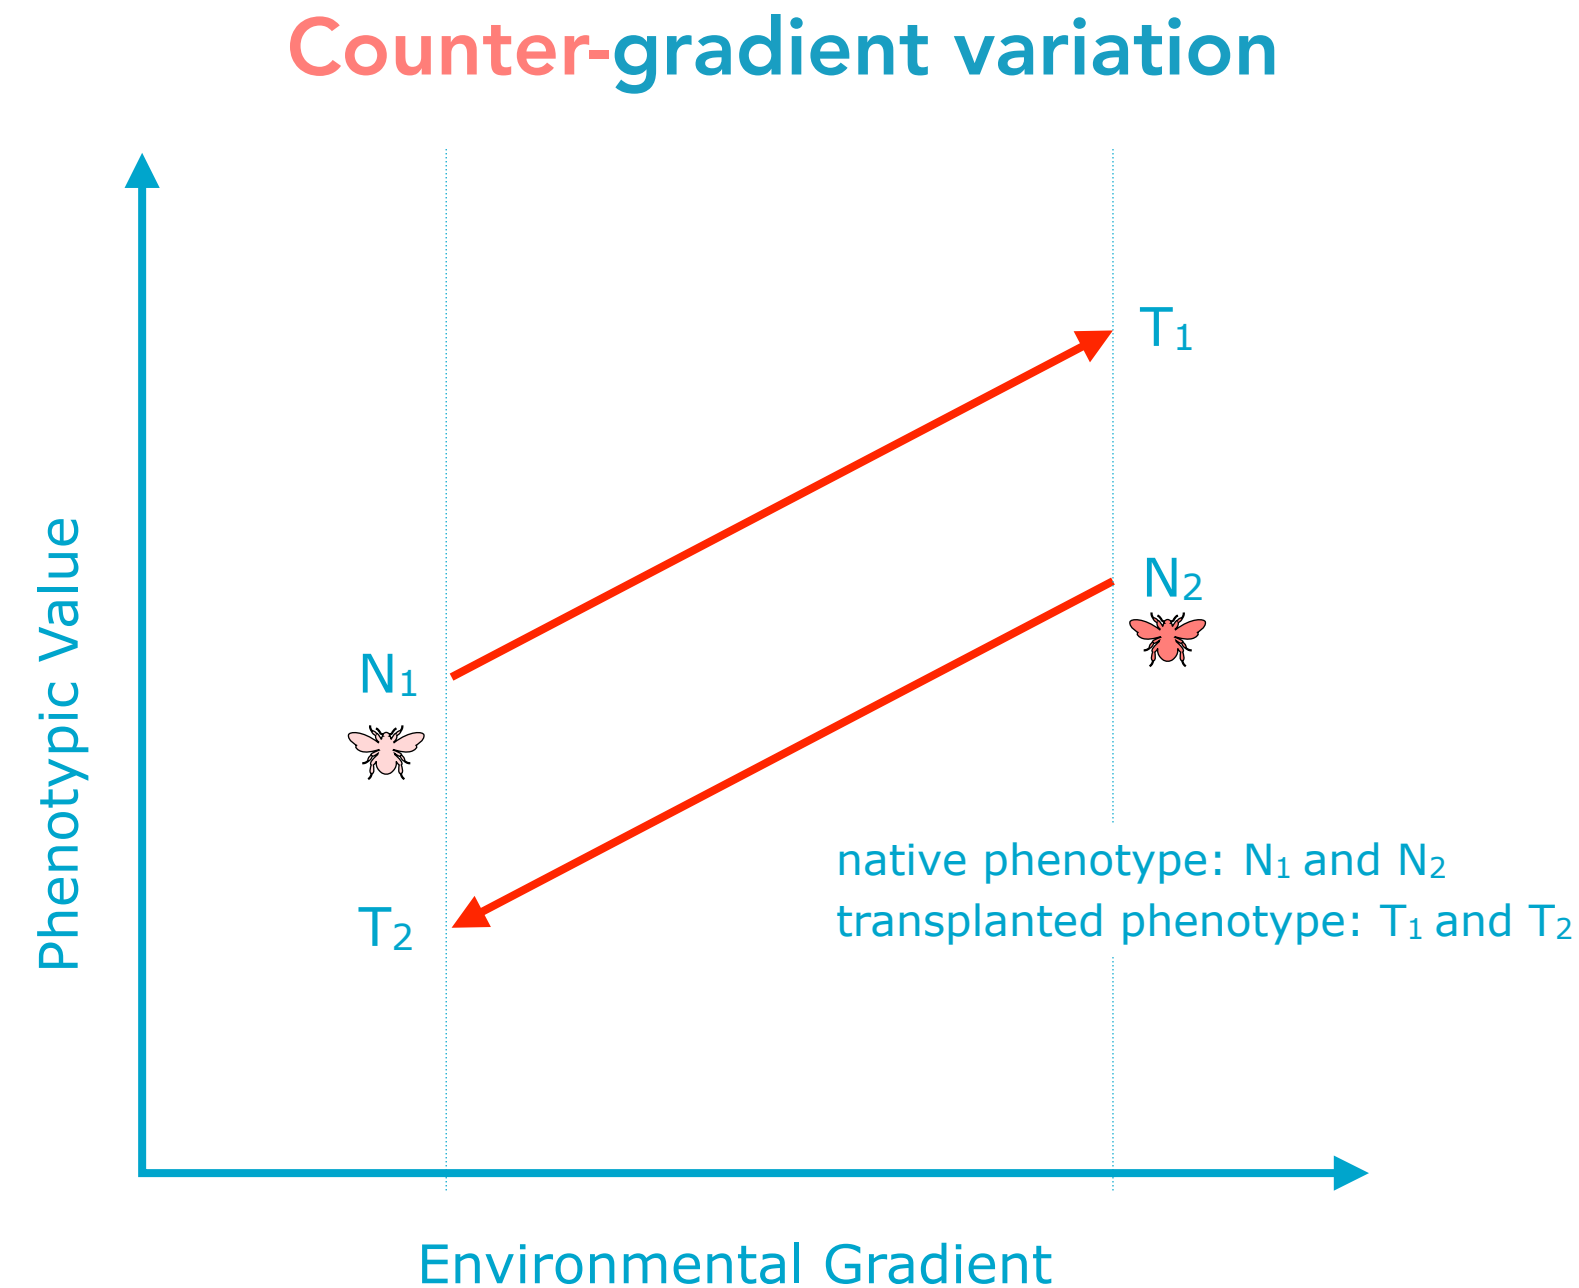 Counter-gradient variation
T₁
N₂
N₁
T₂
native phenotype: N₁ and N₂
transplanted phenotype: T₁ and T₂
Phenotypic Value
Environmental Gradient